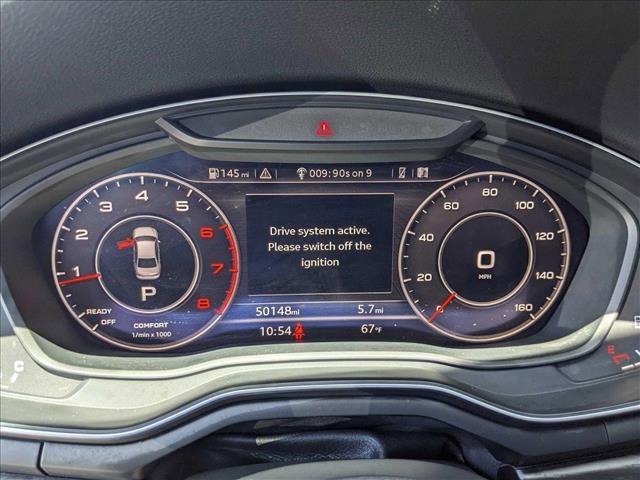 145 mi 009:90s on 9
Drive system active.
Please switch off the
ignition
1 2 3 4 5 6 7 8
READY
OFF
P
COMFORT
1/min x 1000
0 20 40 60 80 100 120 140 160
0
MPH
50148mi 5.7mi
10:54 67°F
C
E